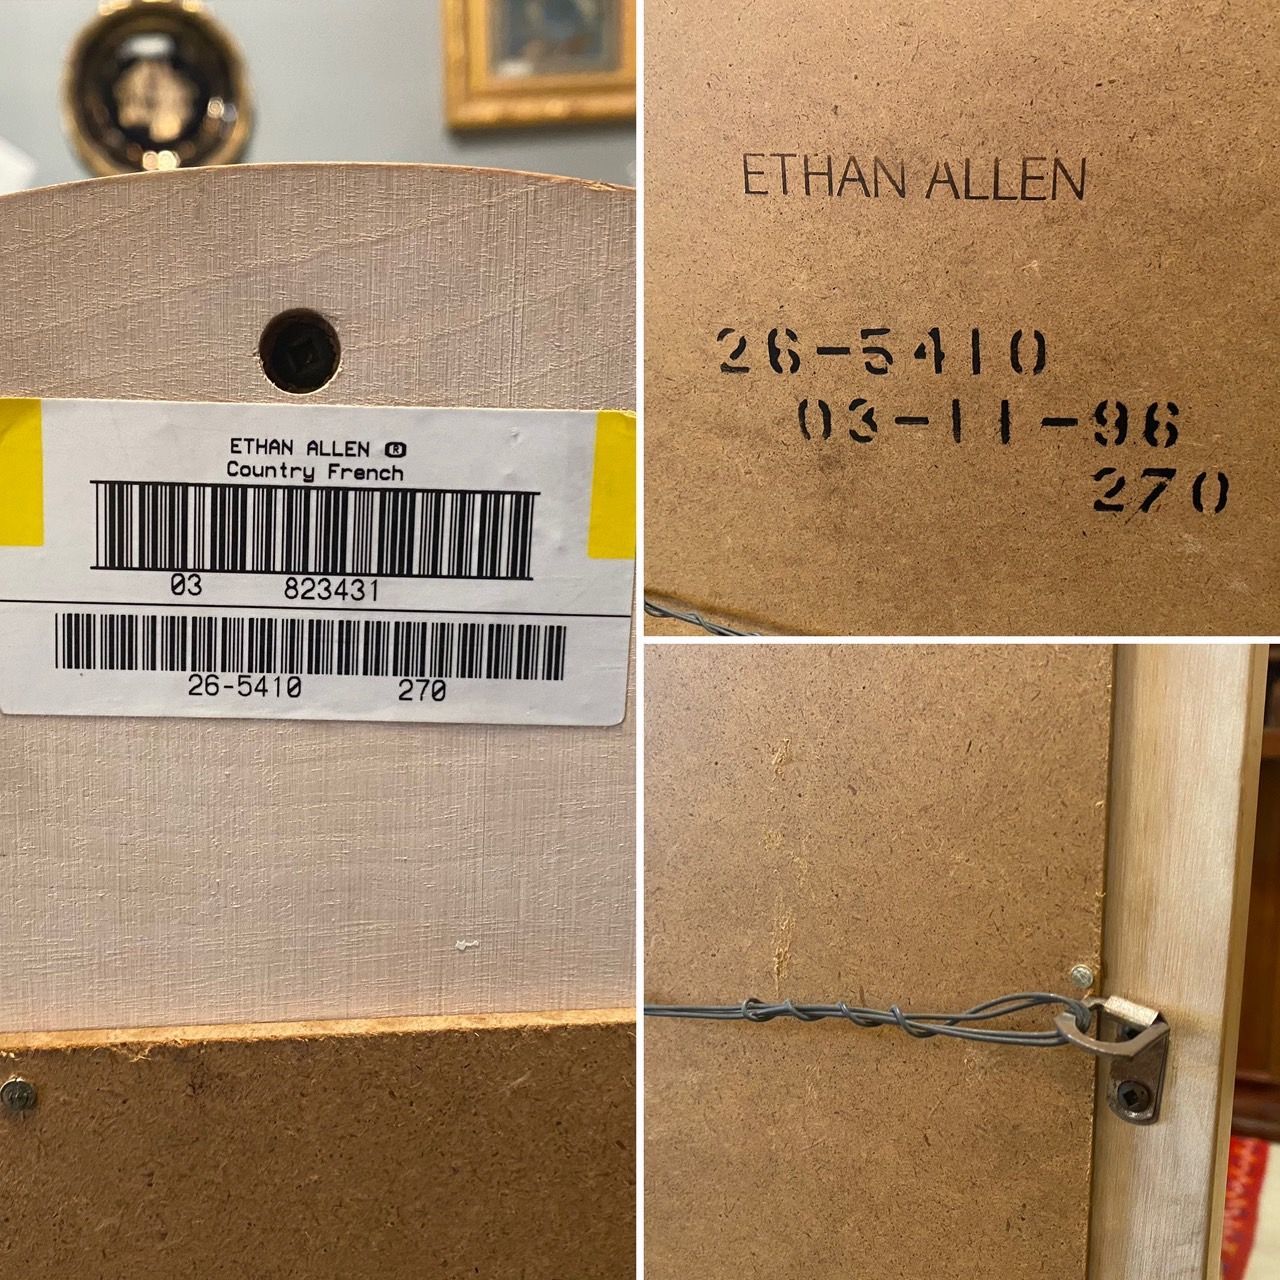 ETHAN ALLEN ®
Country French
03 823431
26-5410 270
ETHAN ALLEN
26-5410
03-11-96
270